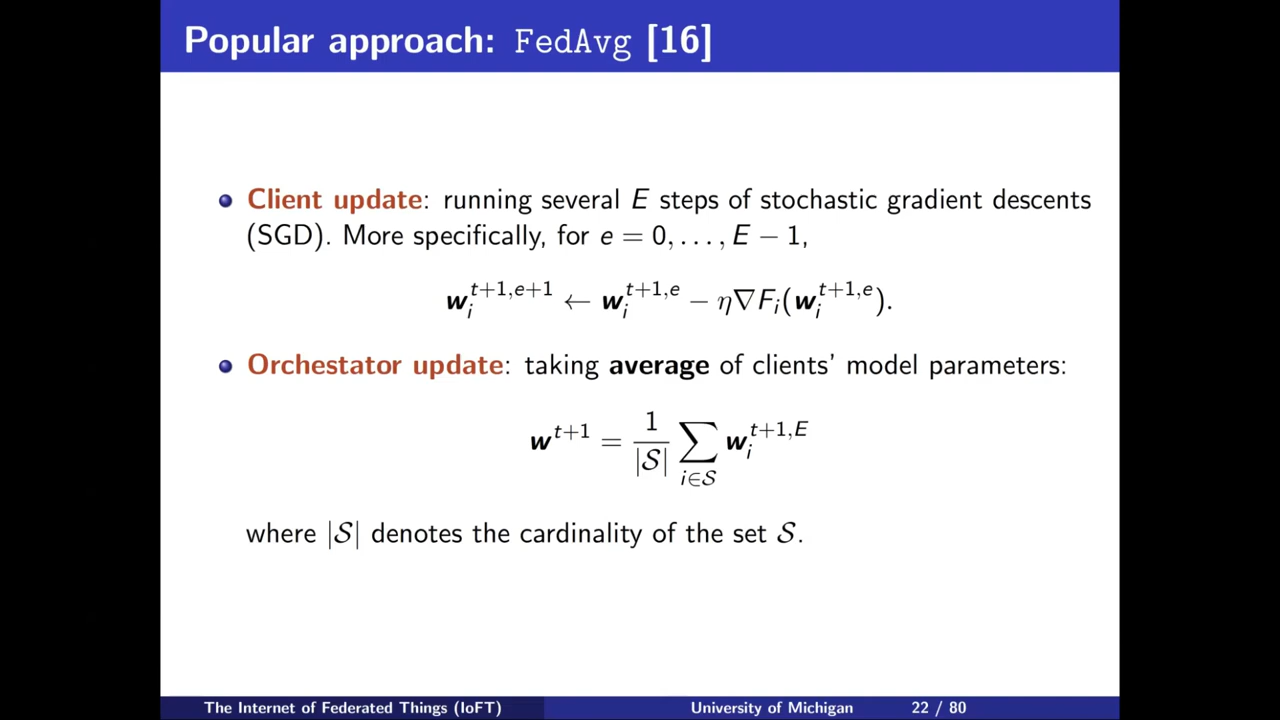 Popular approach: FedAvg [16]
Client update: running several E steps of stochastic gradient descents
(SGD). More specifically, for e = 0, . . . , E − 1,
w_i^{t+1,e+1} ← w_i^{t+1,e} − η∇F_i(w_i^{t+1,e}).
Orchestator update: taking average of clients' model parameters:
w^{t+1} = \frac{1}{|S|} \sum_{i∈S} w_i^{t+1,E}
where |S| denotes the cardinality of the set S.
The Internet of Federated Things (IoFT) University of Michigan 22 / 80